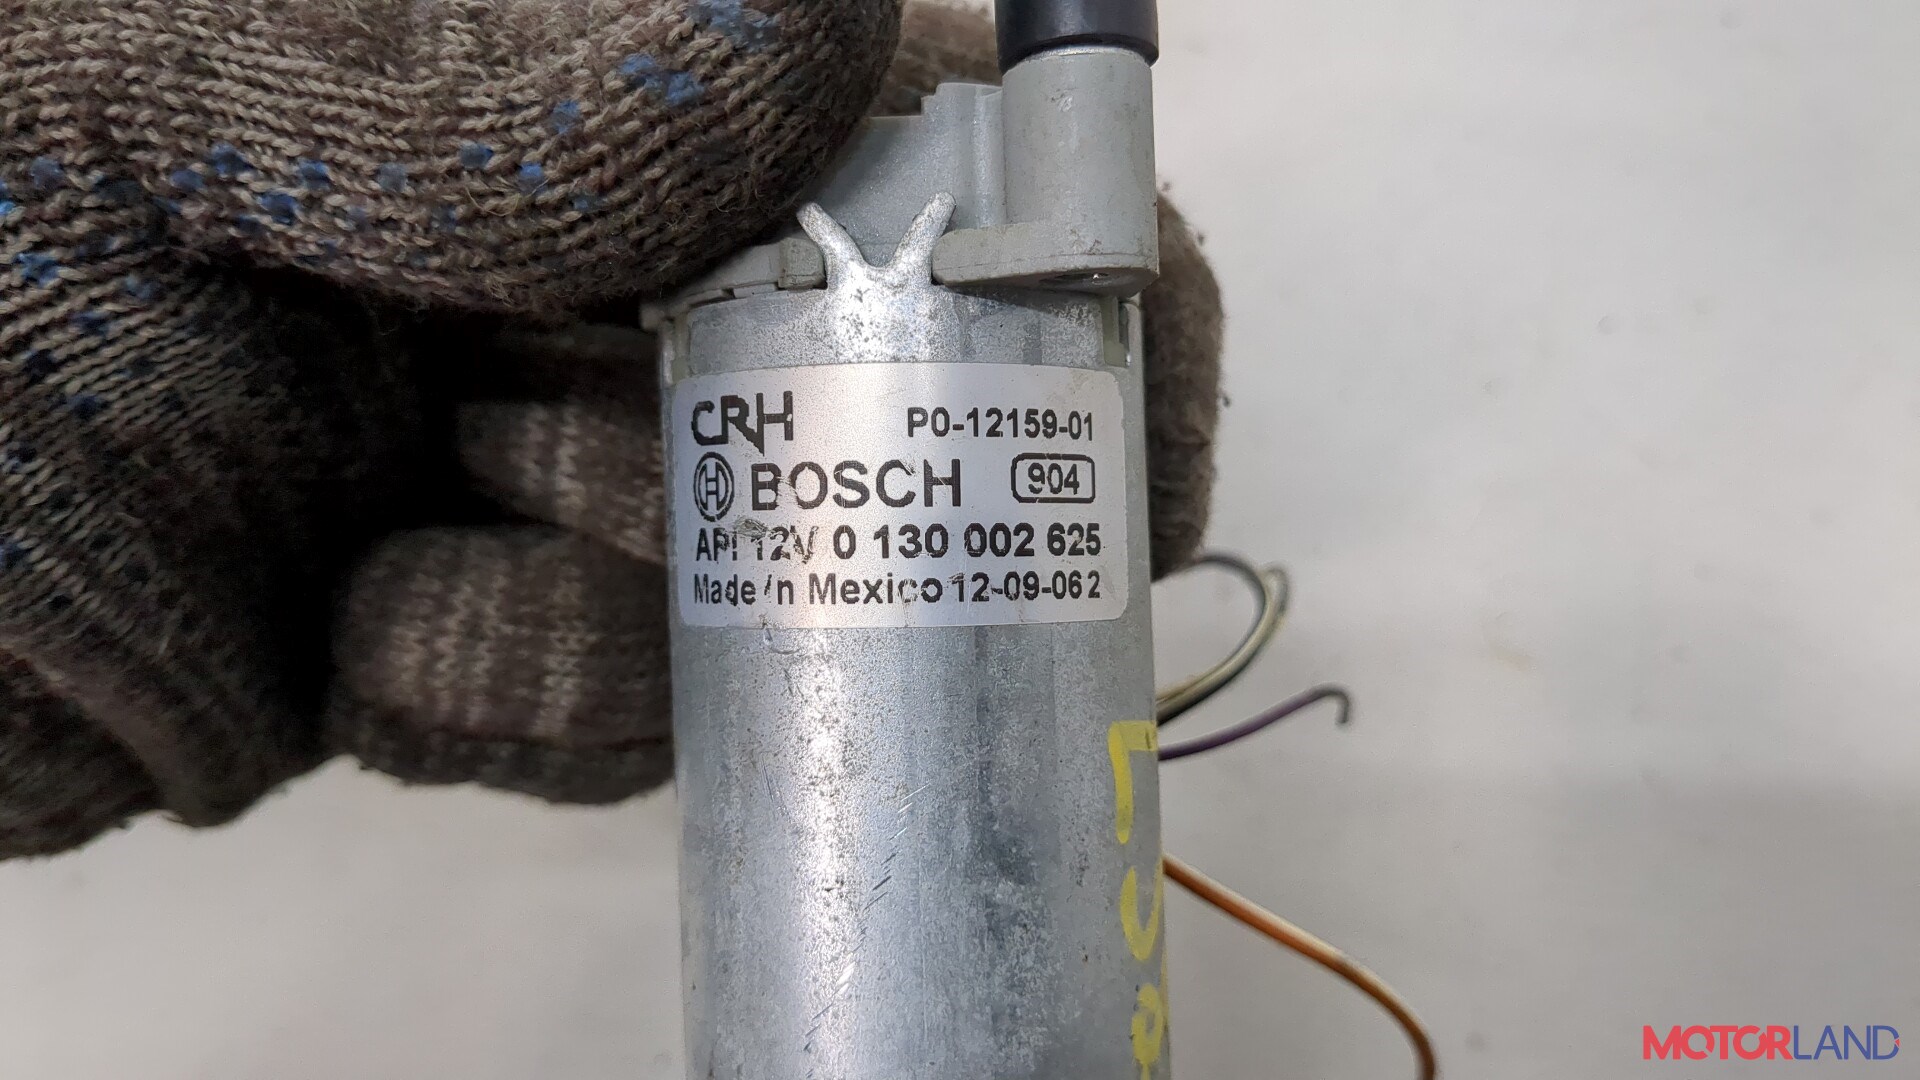 CRH P0-12159-01
BOSCH 904
API 12V 0 130 002 625
Made in Mexico 12-09-06 2
MOTORLAND